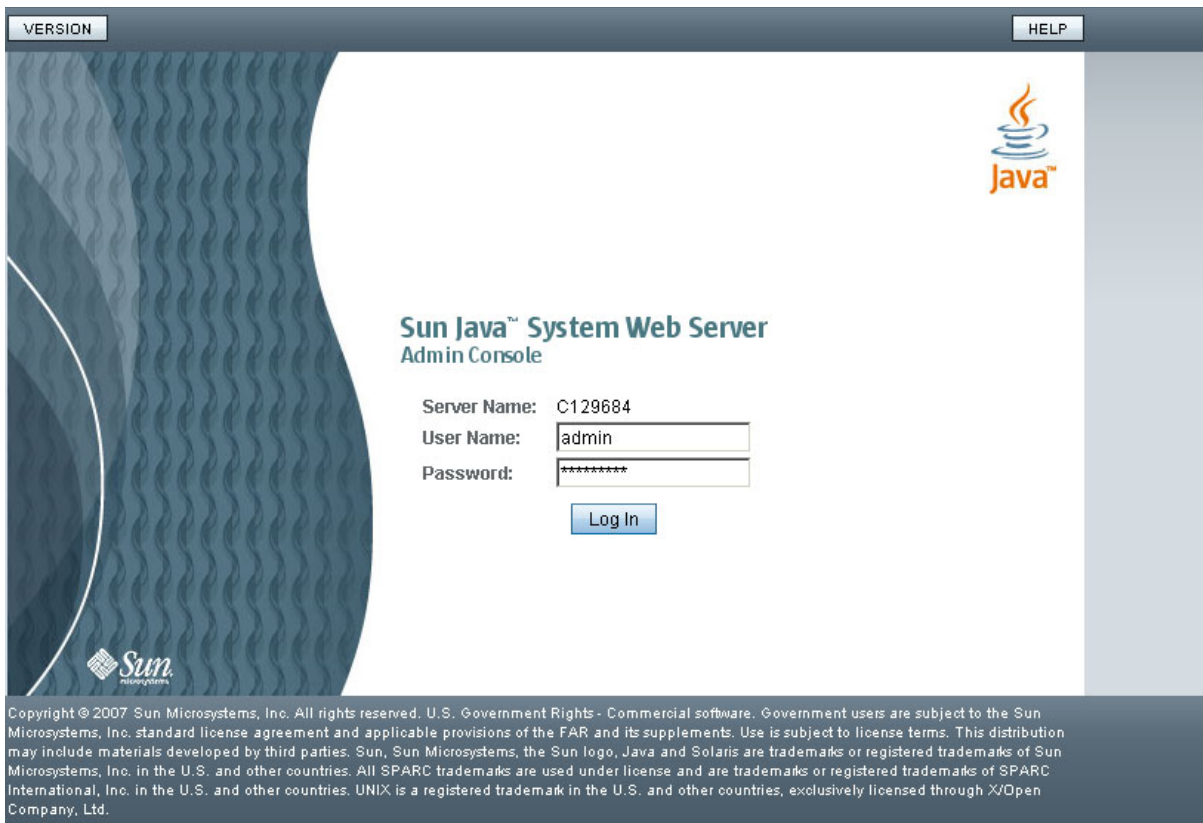 VERSION
HELP
Java™
Sun Java™ System Web Server
Admin Console
Server Name: C129684
User Name: admin
Password: *********
Log In
Sun
microsystems
Copyright © 2007 Sun Microsystems, Inc. All rights reserved. U.S. Government Rights - Commercial software. Government users are subject to the Sun
Microsystems, Inc. standard license agreement and applicable provisions of the FAR and its supplements. Use is subject to license terms. This distribution
may include materials developed by third parties. Sun, Sun Microsystems, the Sun logo, Java and Solaris are trademarks or registered trademarks of Sun
Microsystems, Inc. in the U.S. and other countries. All SPARC trademarks are used under license and are trademarks or registered trademarks of SPARC
International, Inc. in the U.S. and other countries. UNIX is a registered trademark in the U.S. and other countries, exclusively licensed through X/Open
Company, Ltd.